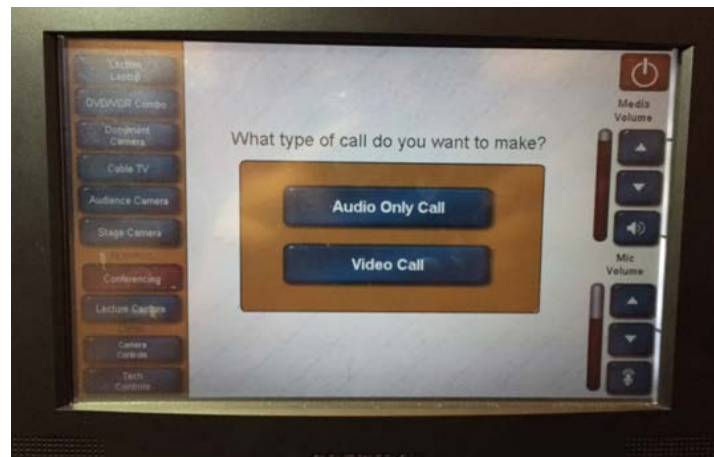 Laptop
DVD/VCR Combo
Document
Camera
Cable TV
Audience Camera
Stage Camera
Conferencing
Lecture Capture
Camera
Controls
Tech
Controls
What type of call do you want to make?
Audio Only Call
Video Call
Media
Volume
Mic
Volume